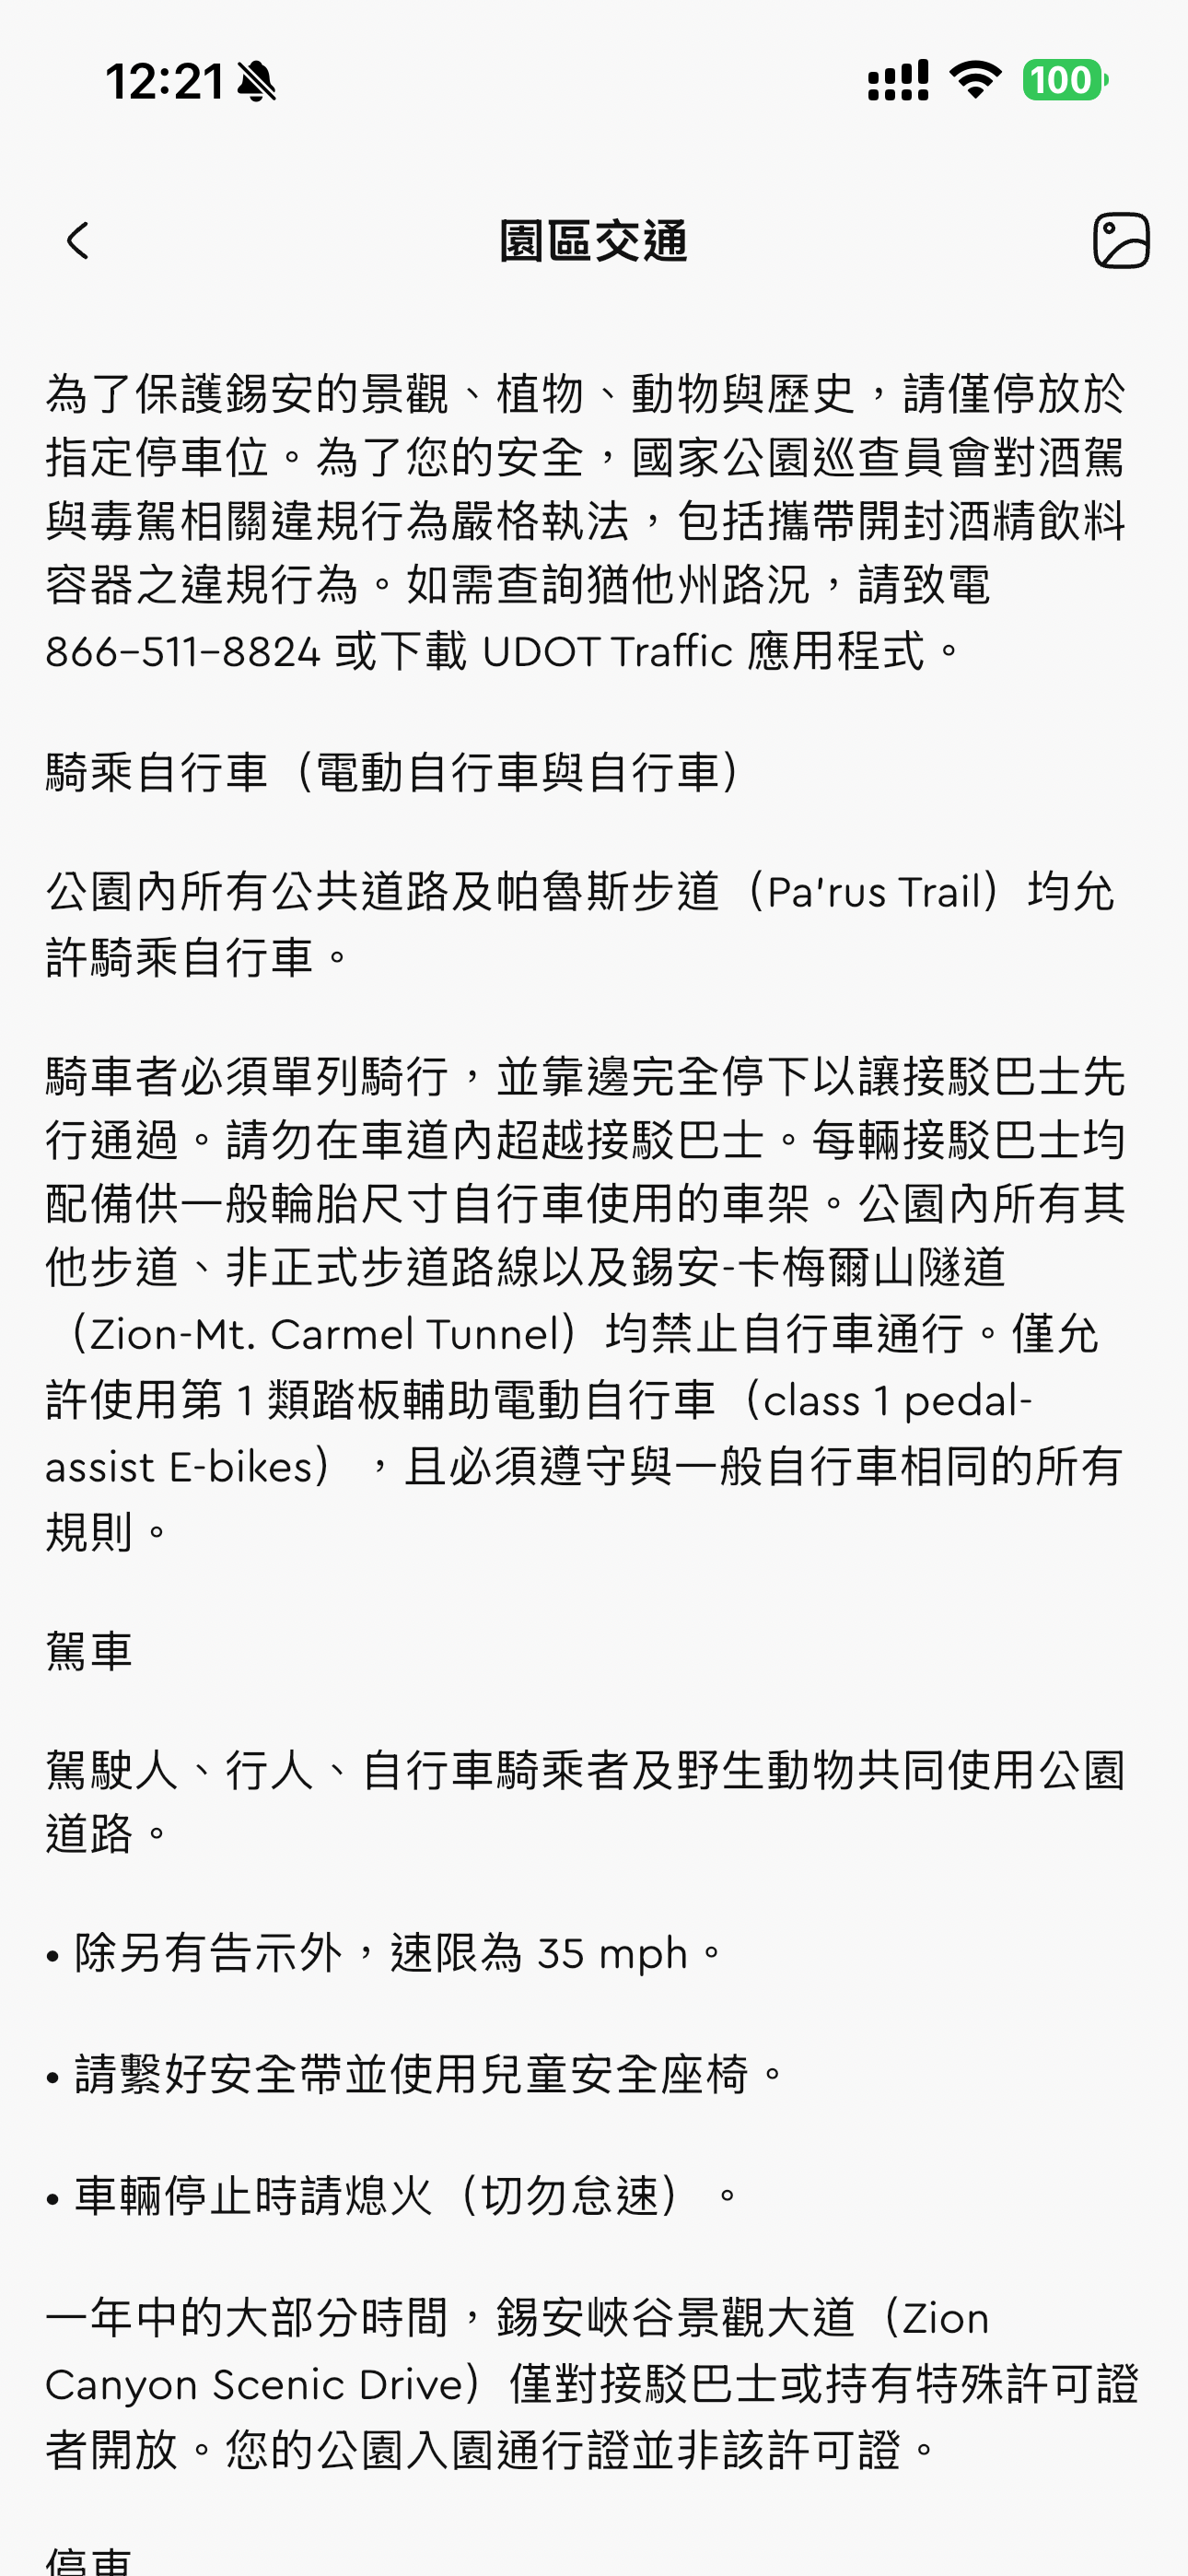 12:21
100
園區交通
為了保護錫安的景觀、植物、動物與歷史，請僅停放於
指定停車位。為了您的安全，國家公園巡查員會對酒駕
與毒駕相關違規行為嚴格執法，包括攜帶開封酒精飲料
容器之違規行為。如需查詢猶他州路況，請致電
866-511-8824 或下載 UDOT Traffic 應用程式。
騎乘自行車（電動自行車與自行車）
公園內所有公共道路及帕魯斯步道（Pa'rus Trail）均允
許騎乘自行車。
騎車者必須單列騎行，並靠邊完全停下以讓接駁巴士先
行通過。請勿在車道內超越接駁巴士。每輛接駁巴士均
配備供一般輪胎尺寸自行車使用的車架。公園內所有其
他步道、非正式步道路線以及錫安-卡梅爾山隧道
（Zion-Mt. Carmel Tunnel）均禁止自行車通行。僅允
許使用第 1 類踏板輔助電動自行車（class 1 pedal-
assist E-bikes），且必須遵守與一般自行車相同的所有
規則。
駕車
駕駛人、行人、自行車騎乘者及野生動物共同使用公園
道路。
• 除另有告示外，速限為 35 mph。
• 請繫好安全帶並使用兒童安全座椅。
• 車輛停止時請熄火（切勿怠速）。
一年中的大部分時間，錫安峽谷景觀大道（Zion
Canyon Scenic Drive）僅對接駁巴士或持有特殊許可證
者開放。您的公園入園通行證並非該許可證。
停車